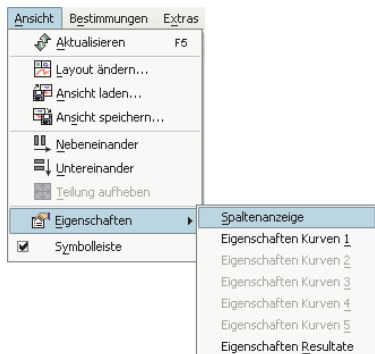 Ansicht Bestimmungen Extras
Aktualisieren F5
Layout ändern...
Ansicht laden...
Ansicht speichern...
Nebeneinander
Untereinander
Teilung aufheben
Eigenschaften
Symbolleiste
Spaltenanzeige
Eigenschaften Kurven 1
Eigenschaften Kurven 2
Eigenschaften Kurven 3
Eigenschaften Kurven 4
Eigenschaften Kurven 5
Eigenschaften Resultate